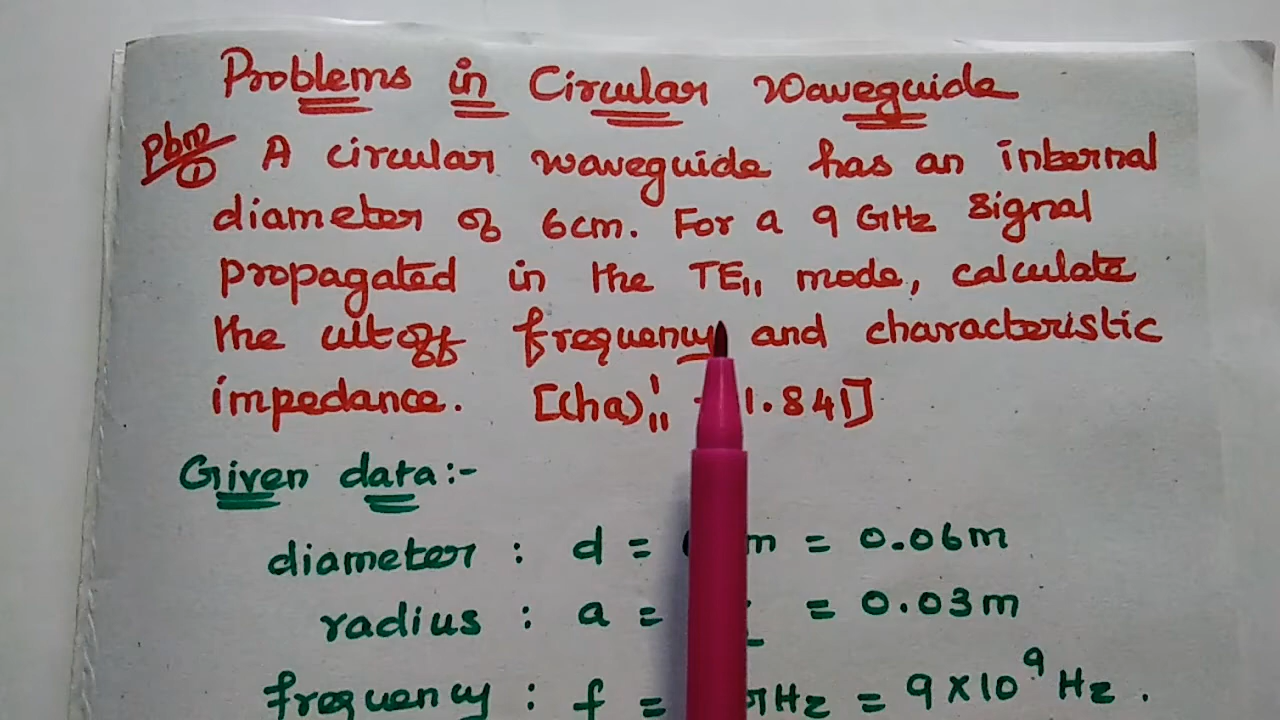 Problems in Circular Waveguide
Pbm ① A circular waveguide has an internal
diameter of 6cm. For a 9 GHz signal
propagated in the TE₁₁ mode, calculate
the cutoff frequency and characteristic
impedance. [(ha)'₁₁ 1.841]
Given data:-
diameter : d = m = 0.06m
radius : a = = 0.03m
frequency : f = Hz = 9X10⁹ Hz.